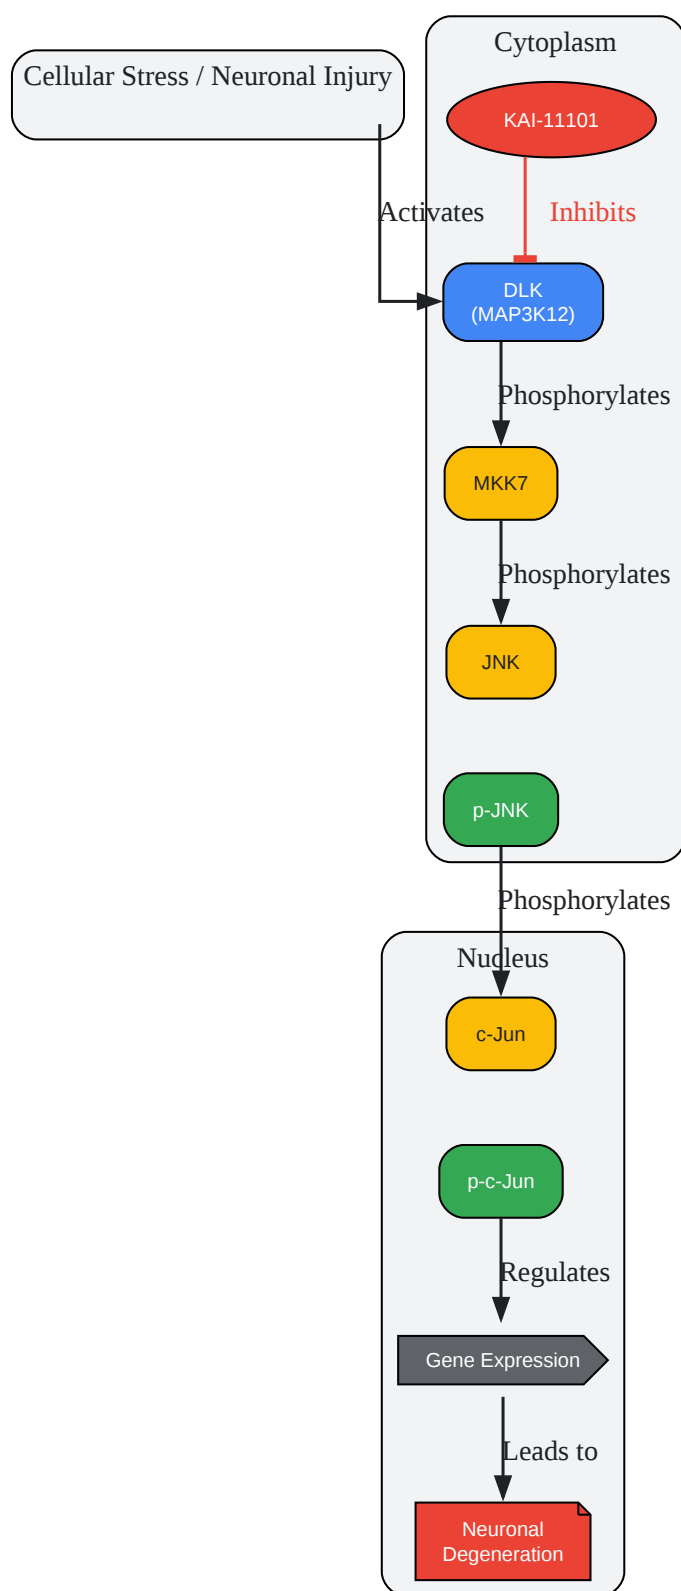 Cytoplasm
Cellular Stress / Neuronal Injury
KAI-11101
Activates
Inhibits
DLK
(MAP3K12)
Phosphorylates
MKK7
Phosphorylates
JNK
p-JNK
Phosphorylates
Nucleus
c-Jun
p-c-Jun
Regulates
Gene Expression
Leads to
Neuronal
Degeneration